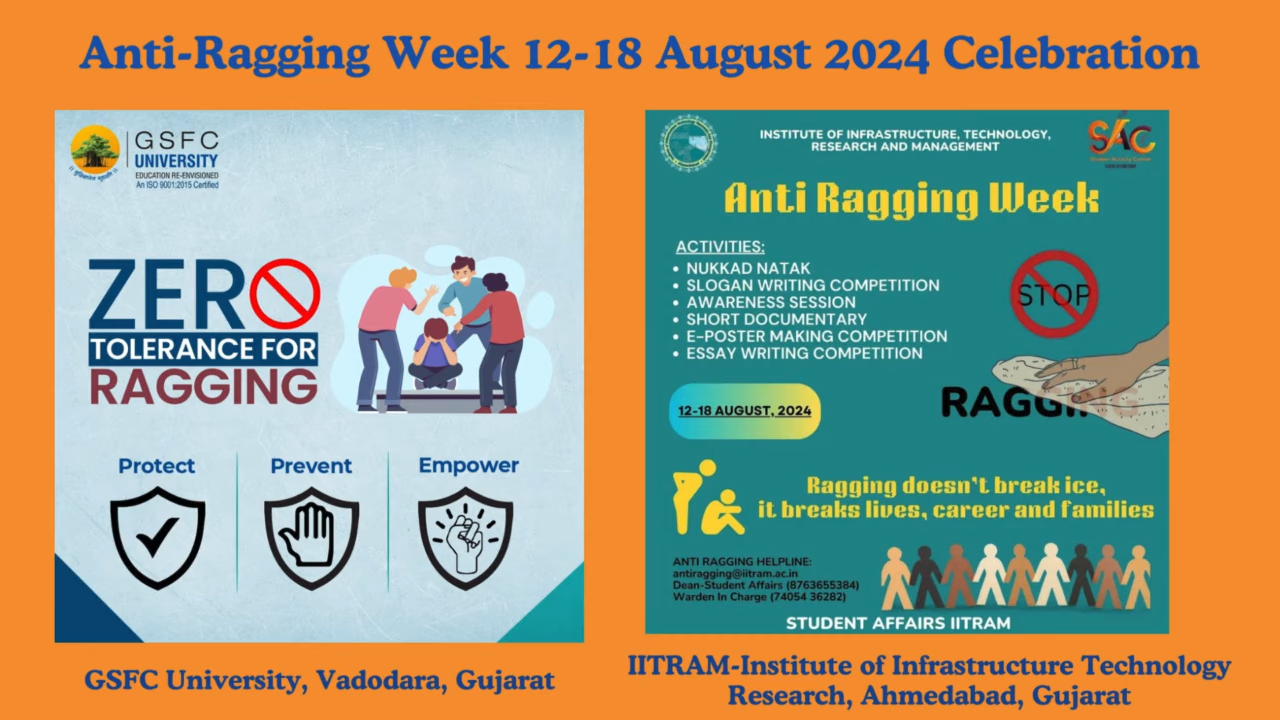 Anti-Ragging Week 12-18 August 2024 Celebration
GSFC
UNIVERSITY
EDUCATION RE-ENVISIONED
An ISO 9001:2015 Certified
ZERO
TOLERANCE FOR
RAGGING
Protect
Prevent
Empower
GSFC University, Vadodara, Gujarat
INSTITUTE OF INFRASTRUCTURE, TECHNOLOGY,
RESEARCH AND MANAGEMENT
SAC
Anti Ragging Week
ACTIVITIES:
• NUKKAD NATAK
• SLOGAN WRITING COMPETITION
• AWARENESS SESSION
• SHORT DOCUMENTARY
• E-POSTER MAKING COMPETITION
• ESSAY WRITING COMPETITION
STOP
RAGGING
12-18 AUGUST, 2024
Ragging doesn't break ice,
it breaks lives, career and families
ANTI RAGGING HELPLINE:
antiragging@iitram.ac.in
Dean-Student Affairs (8763655384)
Warden In Charge (74054 36282)
STUDENT AFFAIRS IITRAM
IITRAM-Institute of Infrastructure Technology
Research, Ahmedabad, Gujarat